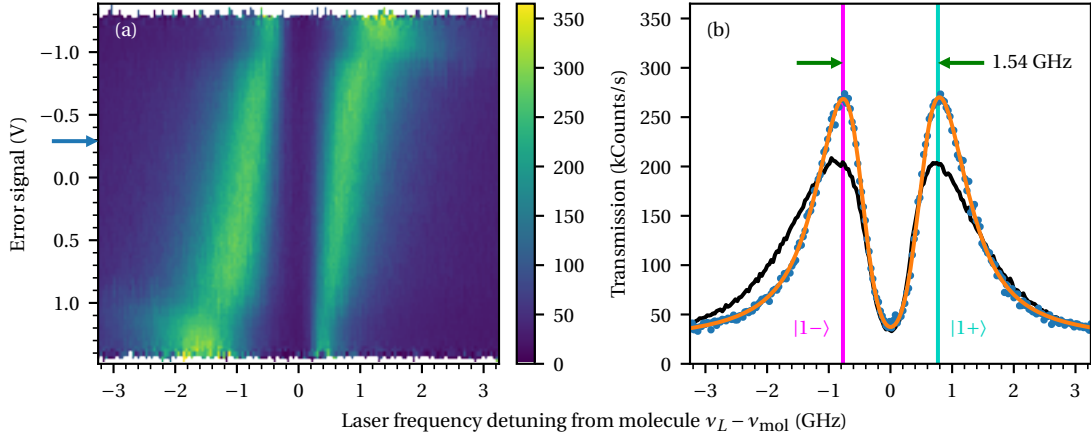 (a)
Error signal (V)
−1.0
−0.5
0.0
0.5
1.0
−3 −2 −1 0 1 2 3
350
300
250
200
150
100
50
0
(b)
1.54 GHz
Transmission (kCounts/s)
350
300
250
200
150
100
50
0
|1−⟩ |1+⟩
−3 −2 −1 0 1 2 3
Laser frequency detuning from molecule ν_L − ν_mol (GHz)